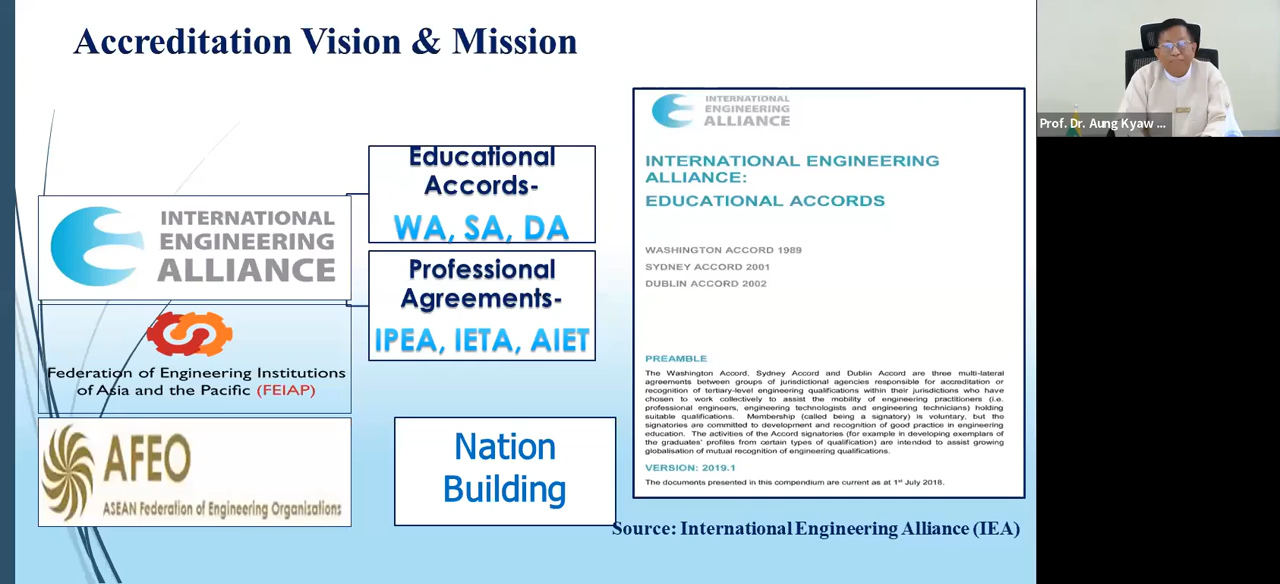 Accreditation Vision & Mission
INTERNATIONAL
ENGINEERING
ALLIANCE
Educational
Accords-
WA, SA, DA
Professional
Agreements-
IPEA, IETA, AIET
Federation of Engineering Institutions
of Asia and the Pacific (FEIAP)
AFEO
ASEAN Federation of Engineering Organisations
Nation
Building
INTERNATIONAL
ENGINEERING
ALLIANCE
INTERNATIONAL ENGINEERING
ALLIANCE:
EDUCATIONAL ACCORDS
WASHINGTON ACCORD 1989
SYDNEY ACCORD 2001
DUBLIN ACCORD 2002
PREAMBLE
The Washington Accord, Sydney Accord and Dublin Accord are three multi-lateral
agreements between groups of jurisdictional agencies responsible for accreditation or
recognition of tertiary-level engineering qualifications within their jurisdictions who have
chosen to work collectively to assist the mobility of engineering practitioners (i.e.
professional engineers, engineering technologists and engineering technicians) holding
suitable qualifications. Membership (called being a signatory) is voluntary, but the
signatories are committed to development and recognition of good practice in engineering
education. The activities of the Accord signatories (for example in developing exemplars of
the graduates' profiles from certain types of qualification) are intended to assist growing
globalisation of mutual recognition of engineering qualifications.
VERSION: 2019.1
The documents presented in this compendium are current as at 1st July 2018.
Source: International Engineering Alliance (IEA)
Prof. Dr. Aung Kyaw ...